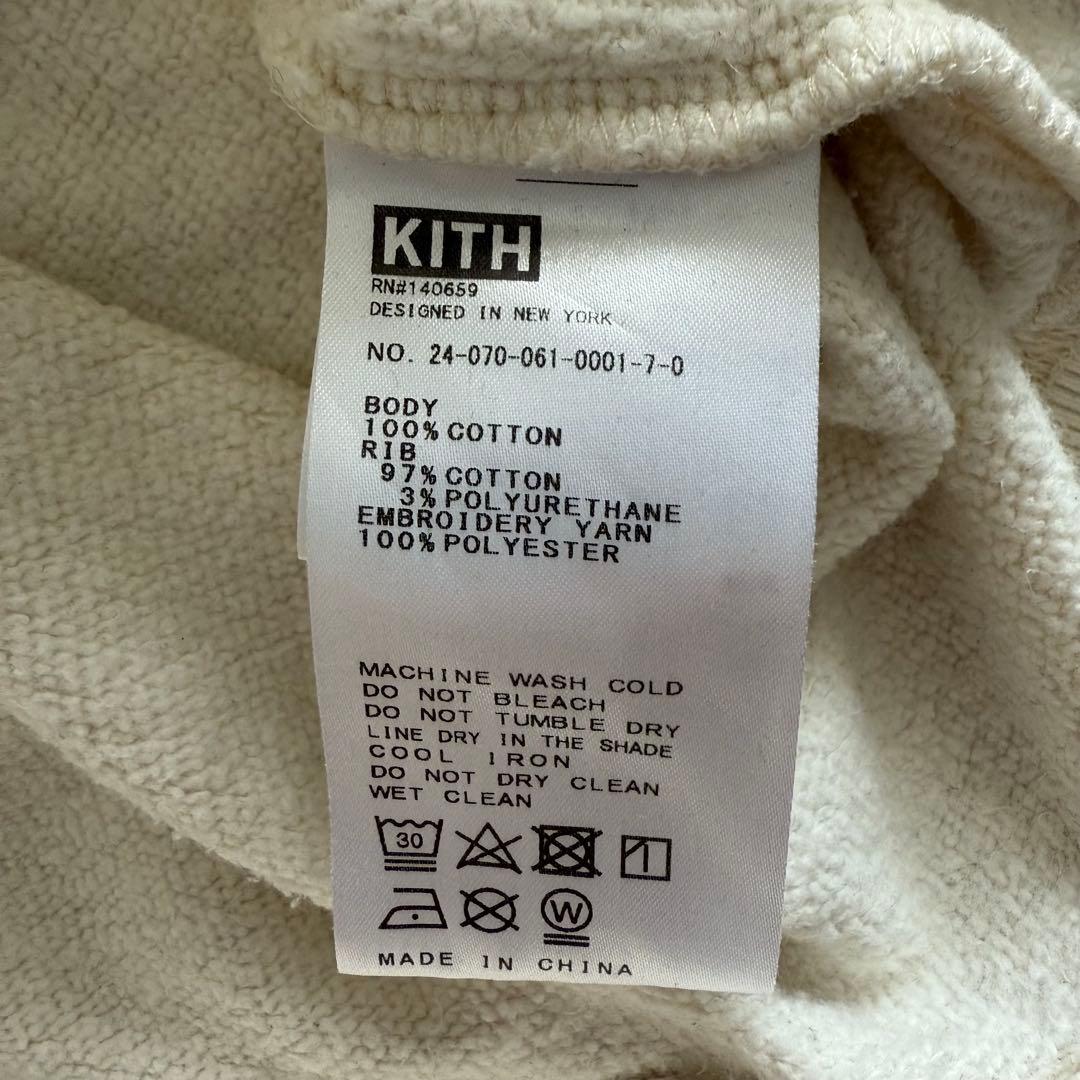 KITH
RN#140659
DESIGNED IN NEW YORK
NO. 24-070-061-0001-7-0
BODY
100% COTTON
RIB
97% COTTON
3% POLYURETHANE
EMBROIDERY YARN
100% POLYESTER
MACHINE WASH COLD
DO NOT BLEACH
DO NOT TUMBLE DRY
LINE DRY IN THE SHADE
COOL IRON
DO NOT DRY CLEAN
WET CLEAN
30
W
MADE IN CHINA